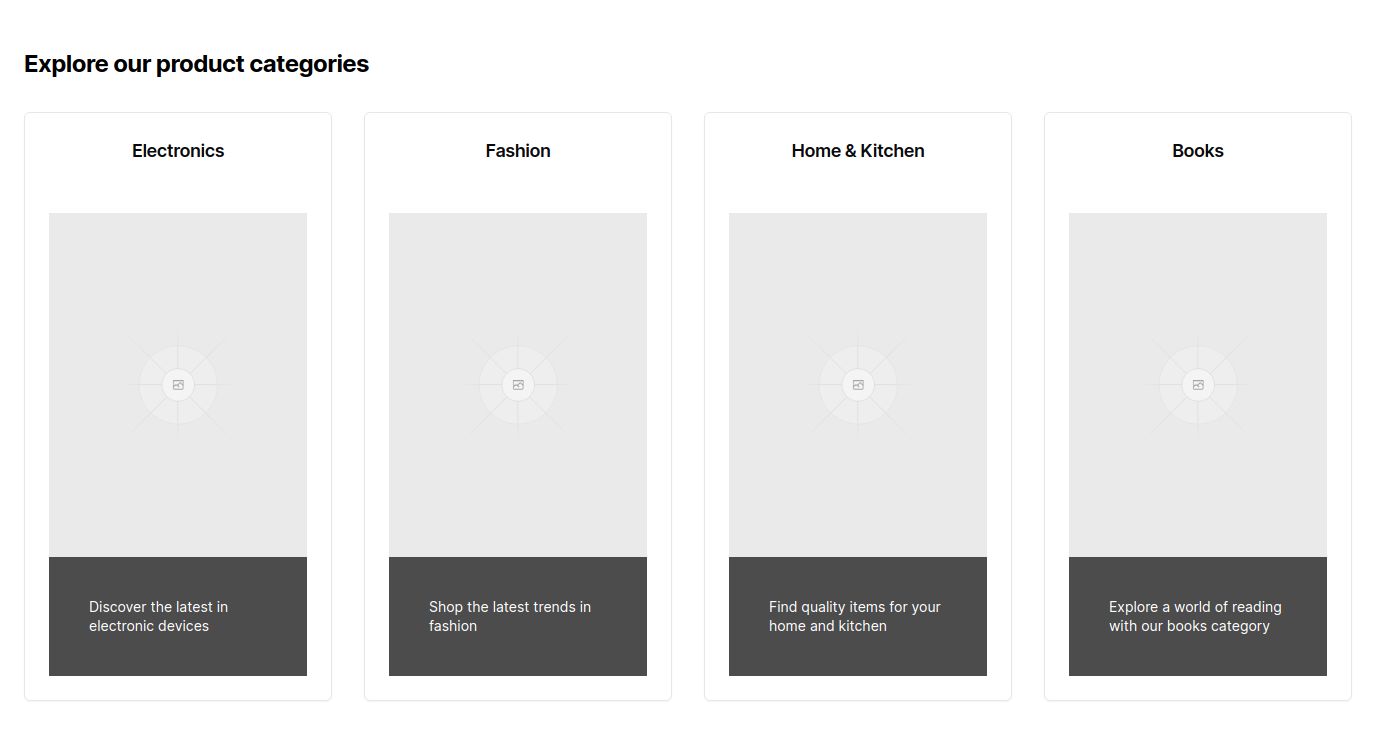 Explore our product categories
Electronics
Fashion
Home & Kitchen
Books
Discover the latest in
electronic devices
Shop the latest trends in
fashion
Find quality items for your
home and kitchen
Explore a world of reading
with our books category